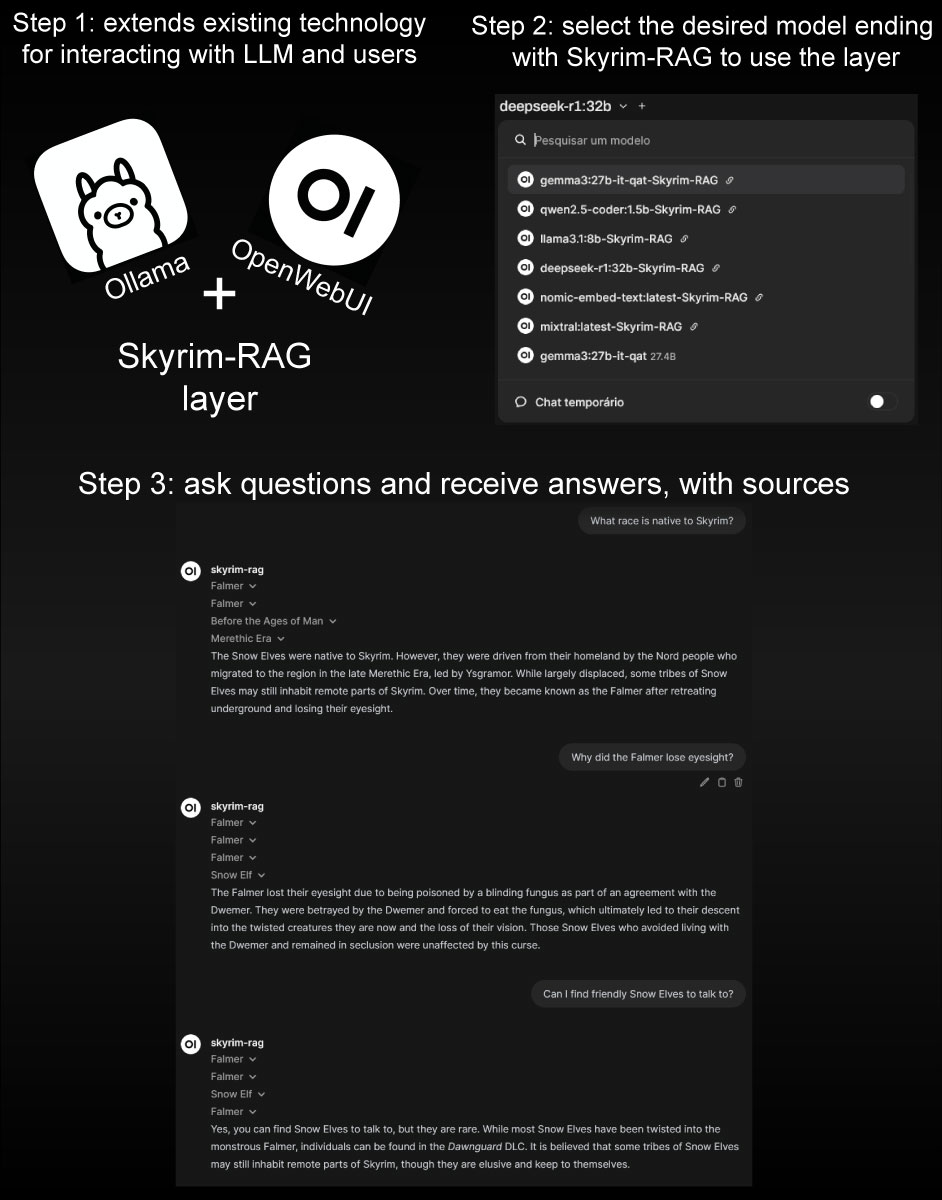 Step 1: extends existing technology
for interacting with LLM and users
Ollama
OI
OpenWebUI
+
Skyrim-RAG
layer
Step 2: select the desired model ending
with Skyrim-RAG to use the layer
deepseek-r1:32b +
Pesquisar um modelo
OI gemma3:27b-it-qat-Skyrim-RAG
OI qwen2.5-coder:1.5b-Skyrim-RAG
OI llama3.1:8b-Skyrim-RAG
OI deepseek-r1:32b-Skyrim-RAG
OI nomic-embed-text:latest-Skyrim-RAG
OI mixtral:latest-Skyrim-RAG
OI gemma3:27b-it-qat 27.4B
Chat temporário
Step 3: ask questions and receive answers, with sources
What race is native to Skyrim?
OI skyrim-rag
Falmer
Falmer
Before the Ages of Man
Merethic Era
The Snow Elves were native to Skyrim. However, they were driven from their homeland by the Nord people who
migrated to the region in the late Merethic Era, led by Ysgramor. While largely displaced, some tribes of Snow
Elves may still inhabit remote parts of Skyrim. Over time, they became known as the Falmer after retreating
underground and losing their eyesight.
Why did the Falmer lose eyesight?
OI skyrim-rag
Falmer
Falmer
Falmer
Snow Elf
The Falmer lost their eyesight due to being poisoned by a blinding fungus as part of an agreement with the
Dwemer. They were betrayed by the Dwemer and forced to eat the fungus, which ultimately led to their descent
into the twisted creatures they are now and the loss of their vision. Those Snow Elves who avoided living with
the Dwemer and remained in seclusion were unaffected by this curse.
Can I find friendly Snow Elves to talk to?
OI skyrim-rag
Falmer
Falmer
Snow Elf
Falmer
Yes, you can find Snow Elves to talk to, but they are rare. While most Snow Elves have been twisted into the
monstrous Falmer, individuals can be found in the Dawnguard DLC. It is believed that some tribes of Snow Elves
may still inhabit remote parts of Skyrim, though they are elusive and keep to themselves.